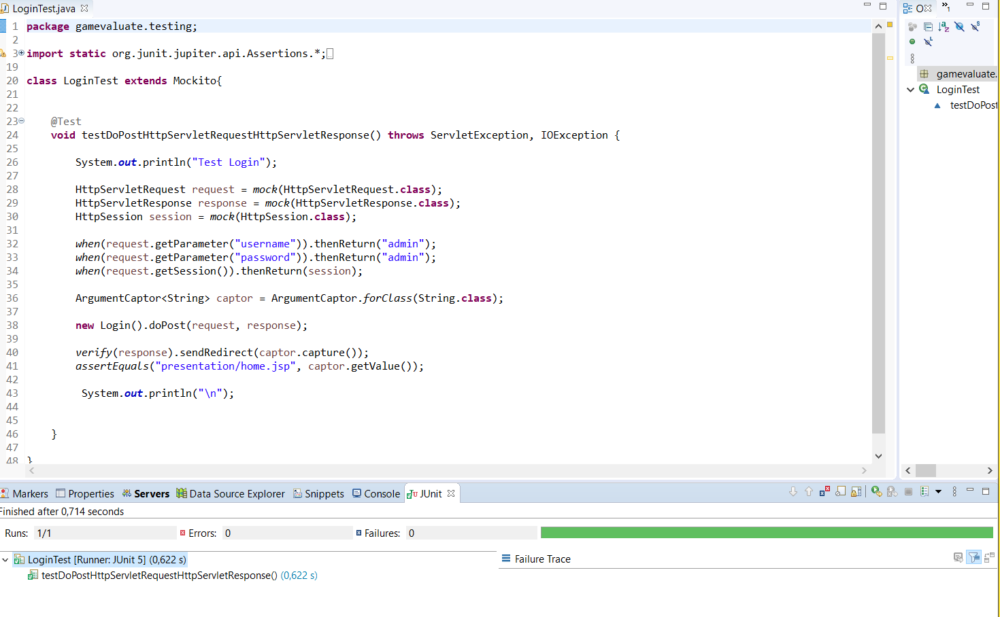 LoginTest.java
1 package gamevaluate.testing;
2
3 import static org.junit.jupiter.api.Assertions.*;
19
20 class LoginTest extends Mockito{
21
22
23 @Test
24 void testDoPostHttpServletRequestHttpServletResponse() throws ServletException, IOException {
25
26 System.out.println("Test Login");
27
28 HttpServletRequest request = mock(HttpServletRequest.class);
29 HttpServletResponse response = mock(HttpServletResponse.class);
30 HttpSession session = mock(HttpSession.class);
31
32 when(request.getParameter("username")).thenReturn("admin");
33 when(request.getParameter("password")).thenReturn("admin");
34 when(request.getSession()).thenReturn(session);
35
36 ArgumentCaptor<String> captor = ArgumentCaptor.forClass(String.class);
37
38 new Login().doPost(request, response);
39
40 verify(response).sendRedirect(captor.capture());
41 assertEquals("presentation/home.jsp", captor.getValue());
42
43 System.out.println("\n");
44
45
46 }
47
48 }
O
1
gamevaluate.
LoginTest
testDoPost
Markers Properties Servers Data Source Explorer Snippets Console JUnit
Finished after 0,714 seconds
Runs: 1/1 Errors: 0 Failures: 0
LoginTest [Runner: JUnit 5] (0,622 s)
Failure Trace
testDoPostHttpServletRequestHttpServletResponse() (0,622 s)